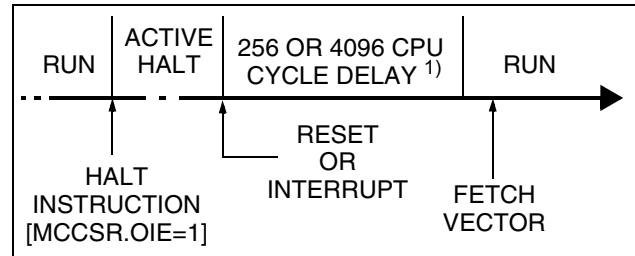 RUN
ACTIVE
HALT
256 OR 4096 CPU
CYCLE DELAY 1)
RUN
HALT
INSTRUCTION
[MCCSR.OIE=1]
RESET
OR
INTERRUPT
FETCH
VECTOR